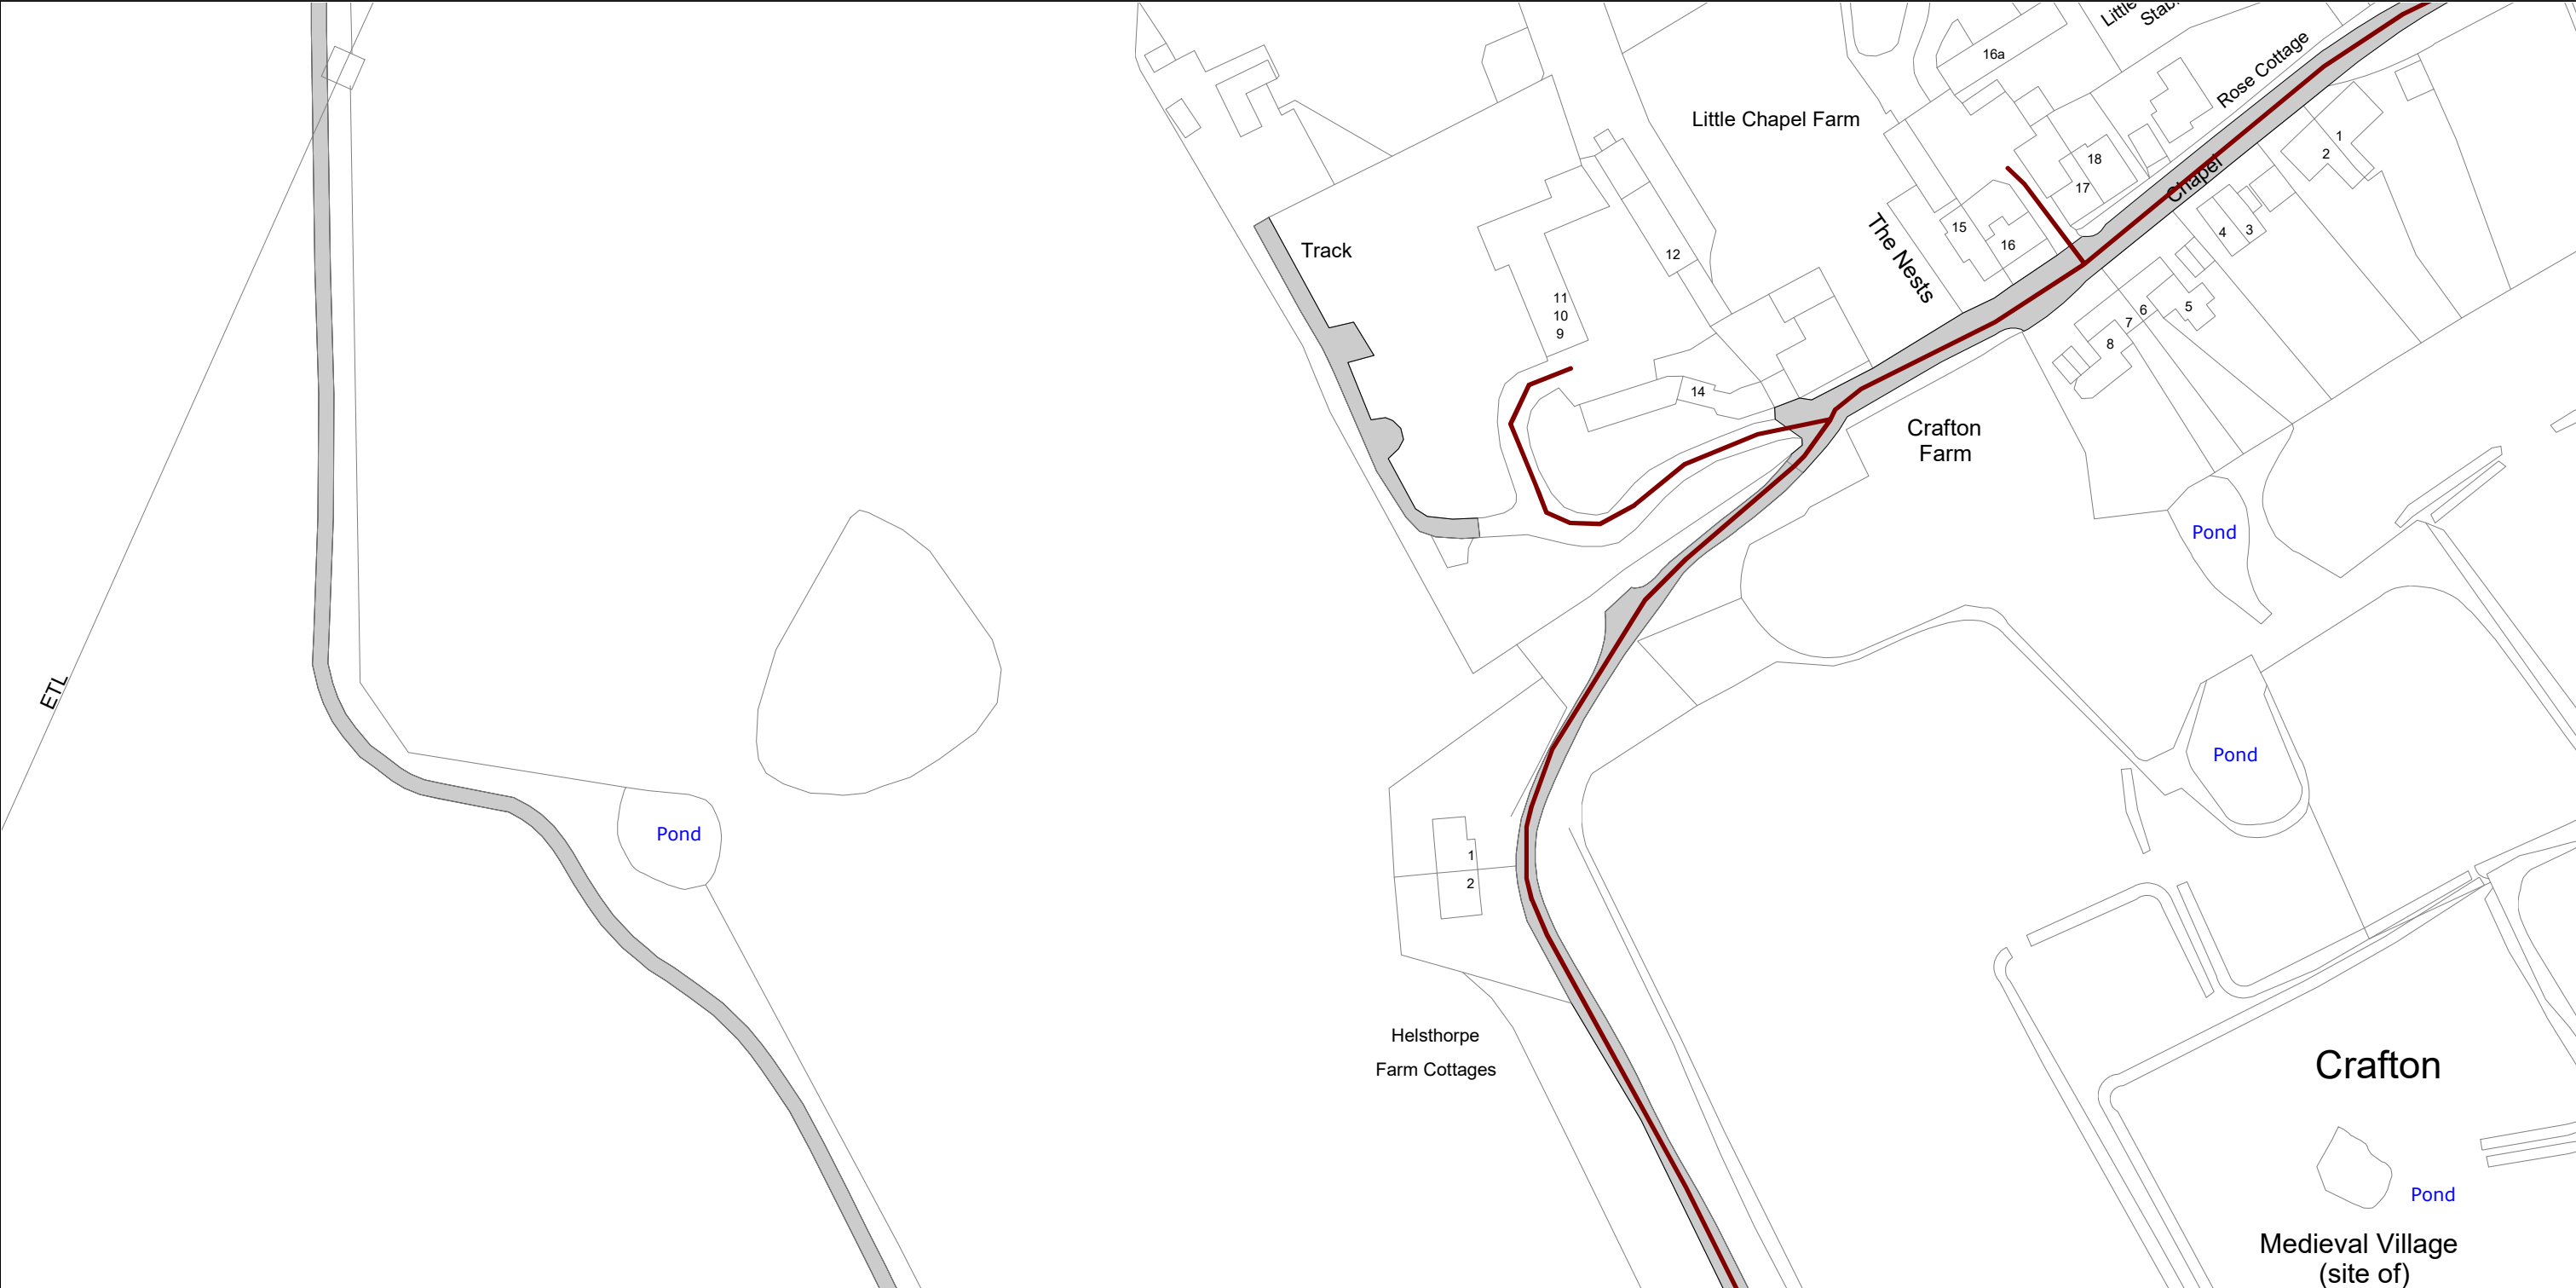 Little
16a
Rose Cottage
Little Chapel Farm
1
2
18
17
Chapel
The Nests
15
16
4
3
Track
12
11
10
9
5
6
7
8
14
Crafton
Farm
Pond
ETL
Pond
Pond
1
2
Helsthorpe
Farm Cottages
Crafton
Pond
Medieval Village
(site of)